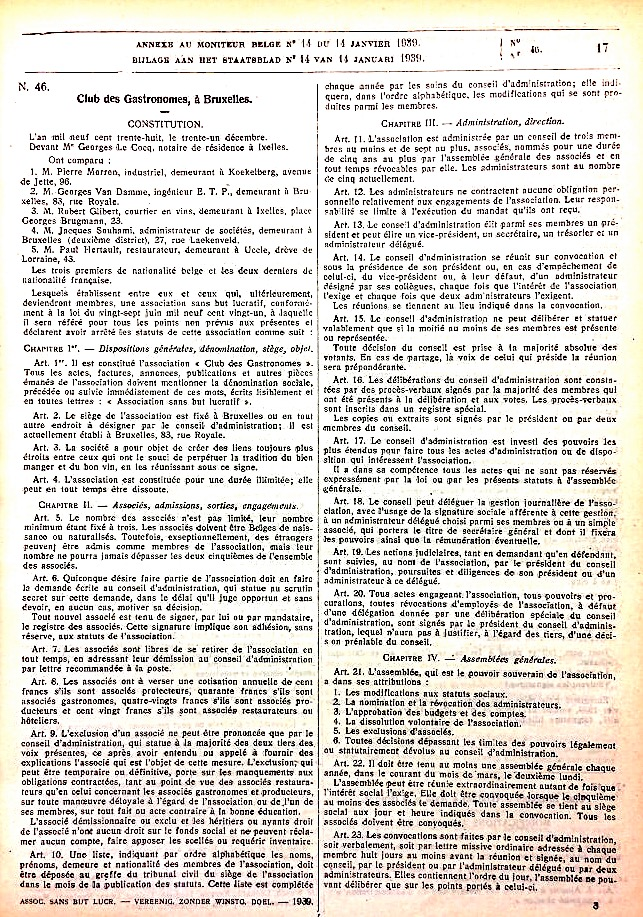 ANNEXE AU MONITEUR BELGE Nº 14 DU 14 JANVIER 1939.
BIJLAGE AAN HET STAATSBLAD Nº 14 VAN 14 JANUARI 1939.
Nº 46.
17
N. 46.
Club des Gastronomes, à Bruxelles.
CONSTITUTION.
L'an mil neuf cent trente-huit, le trente-un décembre.
Devant Mᵉ Georges Le Cocq, notaire de résidence à Ixelles.
Ont comparu :
1. M. Pierre Marron, industriel, demeurant à Koekelberg, avenue
de Jette, 96.
2. M. Georges Van Damme, ingénieur E. T. P., demeurant à Bru-
xelles, 83, rue Royale.
3. M. Robert Glibert, courtier en vins, demeurant à Ixelles, place
Georges Brugmann, 23.
4. M. Jacques Souhami, administrateur de sociétés, demeurant à
Bruxelles (deuxième district), 27, rue Laekenveld.
5. M. Paul Hertault, restaurateur, demeurant à Uccle, drève de
Lorraine, 43.
Les trois premiers de nationalité belge et les deux derniers de
nationalité française.
Lesquels établissent entre eux et ceux qui, ultérieurement,
deviendront membres, une association sans but lucratif, conformé-
ment à la loi du vingt-sept juin mil neuf cent vingt-un, à laquelle
il sera référé pour tous les points non prévus aux présentes et
déclarent avoir arrêté les statuts de cette association comme suit :
CHAPITRE Iᵉʳ. — Dispositions générales, dénomination, siège, objet.
Art. 1ᵉʳ. Il est constitué l'association « Club des Gastronomes ».
Tous les actes, factures, annonces, publications et autres pièces
émanés de l'association doivent mentionner la dénomination sociale,
précédée ou suivie immédiatement de ces mots, écrits lisiblement et
en toutes lettres : « Association sans but lucratif ».
Art. 2. Le siège de l'association est fixé à Bruxelles ou en tout
autre endroit à désigner par le conseil d'administration; il est
actuellement établi à Bruxelles, 83, rue Royale.
Art. 3. La société a pour objet de créer des liens toujours plus
étroits entre ceux qui ont le souci de perpétuer la tradition du bien
manger et du bon vin, en les réunissant sous ce signe.
Art. 4. L'association est constituée pour une durée illimitée; elle
peut en tout temps être dissoute.
CHAPITRE II. — Associés, admissions, sorties, engagements.
Art. 5. Le nombre des associés n'est pas limité, leur nombre
minimum étant fixé à trois. Les associés doivent être Belges de nais-
sance ou naturalisés. Toutefois, exseptionnellement, des étrangers
peuvent être admis comme membres de l'association, mais leur
nombre ne pourra jamais dépasser les deux cinquièmes de l'ensemble
des associés.
Art. 6. Quiconque désire faire partie de l'association doit en faire
la demande écrite au conseil d'administration, qui statue au scrutin
secret sur cette demande, dans le délai qu'il juge opportun et sans
devoir, en aucun cas, motiver sa décision.
Tout nouvel associé est tenu de signer, par lui ou par mandataire,
le registre des associés. Cette signature implique son adhésion, sans
réserve, aux statuts de l'association.
Art. 7. Les associés sont libres de se retirer de l'association en
tout temps, en adressant leur démission au conseil d'administration
par lettre recommandée à la poste.
Art. 8. Les associés ont à verser une cotisation annuelle de cent
francs s'ils sont associés protecteurs, quarante francs s'ils sont
associés gastronomes, quatre-vingts francs s'ils sont associés pro-
ducteurs et cent vingt francs s'ils sont associés restaurateurs ou
hôteliers.
Art. 9. L'exclusion d'un associé ne peut être prononcée que par le
conseil d'administration, qui statue à la majorité des deux tiers des
voix présentes, ce après avoir entendu ou appelé à fournir des
explications l'associé qui est l'objet de cette mesure. L'exclusion, qui
peut être temporaire ou définitive, porte sur les manquements aux
obligations contractées, tant au point de vue des associés restaura-
teurs qu'en celui concernant les associés gastronomes et producteurs,
sur toute manœuvre déloyale à l'égard de l'association ou de l'un de
ses membres, sur tout fait ou acte contraire à la bonne éducation.
L'associé démissionnaire ou exclu et les héritiers ou ayants droit
de l'associé n'ont aucun droit sur le fonds social et ne peuvent récla-
mer aucun compte, faire apposer les scellés ou requérir inventaire.
Art. 10. Une liste, indiquant par ordre alphabétique les noms,
prénoms, demeure et nationalité des membres de l'association, doit
être déposée au greffe du tribunal civil du siège de l'association
dans le mois de la publication des statuts. Cette liste est complétée
chaque année par les soins du conseil d'administration; elle indi-
quera, dans l'ordre alphabétique, les modifications qui se sont pro-
duites parmi les membres.
CHAPITRE III. — Administration, direction.
Art. 11. L'association est administrée par un conseil de trois mem-
bres au moins et de sept au plus, associés, nommés pour une durée
de cinq ans au plus par l'assemblée générale des associés et en
tout temps révocables par elle. Les administrateurs sont au nombre
de cinq actuellement.
Art. 12. Les administrateurs ne contractent aucune obligation per-
sonnelle relativement aux engagements de l'association. Leur respon-
sabilité se limite à l'exécution du mandat qu'ils ont reçu.
Art. 13. Le conseil d'administration élit parmi ses membres un pré-
sident et peut élire un vice-président, un secrétaire, un trésorier et un
administrateur délégué.
Art. 14. Le conseil d'administration se réunit sur convocation et
sous la présidence de son président ou, en cas d'empêchement de
celui-ci, du vice-président ou, à leur défaut, d'un administrateur
désigné par ses collègues, chaque fois que l'intérêt de l'association
l'exige et chaque fois que deux administrateurs l'exigent.
Les réunions se tiennent au lieu indiqué dans la convocation.
Art. 15. Le conseil d'administration ne peut délibérer et statuer
valablement que si la moitié au moins de ses membres est présente
ou représentée.
Toute décision du conseil est prise à la majorité absolue des
votants. En cas de partage, la voix de celui qui préside la réunion
sera prépondérante.
Art. 16. Les délibérations du conseil d'administration sont consta-
tées par des procès-verbaux signés par la majorité des membres qui
ont été présents à la délibération et aux votes. Les procès-verbaux
sont inscrits dans un registre spécial.
Les copies ou extraits sont signés par le président ou par deux
membres du conseil.
Art. 17. Le conseil d'administration est investi des pouvoirs les
plus étendus pour faire tous les actes d'administration ou de dispo-
sition qui intéressent l'association.
Il a dans sa compétence tous les actes qui ne sont pas réservés
expressément par la loi ou par les présents statuts à l'assemblée
générale.
Art. 18. Le conseil peut déléguer la gestion journalière de l'asso-
ciation, avec l'usage de la signature sociale afférente à cette gestion,
à un administrateur délégué choisi parmi ses membres ou à un simple
associé, qui portera le titre de secrétaire général et dont il fixera
les pouvoirs ainsi que la rémunération éventuelle.
Art. 19. Les actions judiciaires, tant en demandant qu'en défendant,
sont suivies, au nom de l'association, par le président du conseil
d'administration, poursuites et diligences de son président ou d'un
administrateur à ce délégué.
Art. 20. Tous actes engageant l'association, tous pouvoirs et pro-
curations, toutes révocations d'employés de l'association, à défaut
d'une délégation donnée par une délibération spéciale du conseil
d'administration, sont signés par le président du conseil d'adminis-
tration, lequel n'aura pas à justifier, à l'égard des tiers, d'une déci-
sion préalable du conseil.
CHAPITRE IV. — Assemblées générales.
Art. 21. L'assemblée, qui est le pouvoir souverain de l'association,
a dans ses attributions :
1. Les modifications aux statuts sociaux.
2. La nomination et la révocation des administrateurs.
3. L'approbation des budgets et des comptes.
4. La dissolution volontaire de l'association.
5. Les exclusions d'associés.
6. Toutes décisions dépassant les limites des pouvoirs légalement
ou statutairement dévolus au conseil d'administration.
Art. 22. Il doit être tenu au moins une assemblée générale chaque
année, dans le courant du mois de mars, le deuxième lundi.
L'assemblée peut être réunie extraordinairement autant de fois que
l'intérêt social l'exige. Elle doit être convoquée lorsque le cinquième
au moins des associés le demande. Toute assemblée se tient au siège
social aux jour et heure indiqués dans la convocation. Tous les
associés doivent être convoqués.
Art. 23. Les convocations sont faites par le conseil d'administration,
soit verbalement, soit par lettre missive ordinaire adressée à chaque
membre huit jours au moins avant la réunion et signée, au nom du
conseil, par le président ou par l'administrateur délégué ou par deux
administrateurs. Elles contiennent l'ordre du jour, l'assemblée ne pou-
vant délibérer que sur les points portés à celui-ci.
ASSOC. SANS BUT LUCR. — VEREENIG. ZONDER WINSTG. DOEL. — 1939.
3